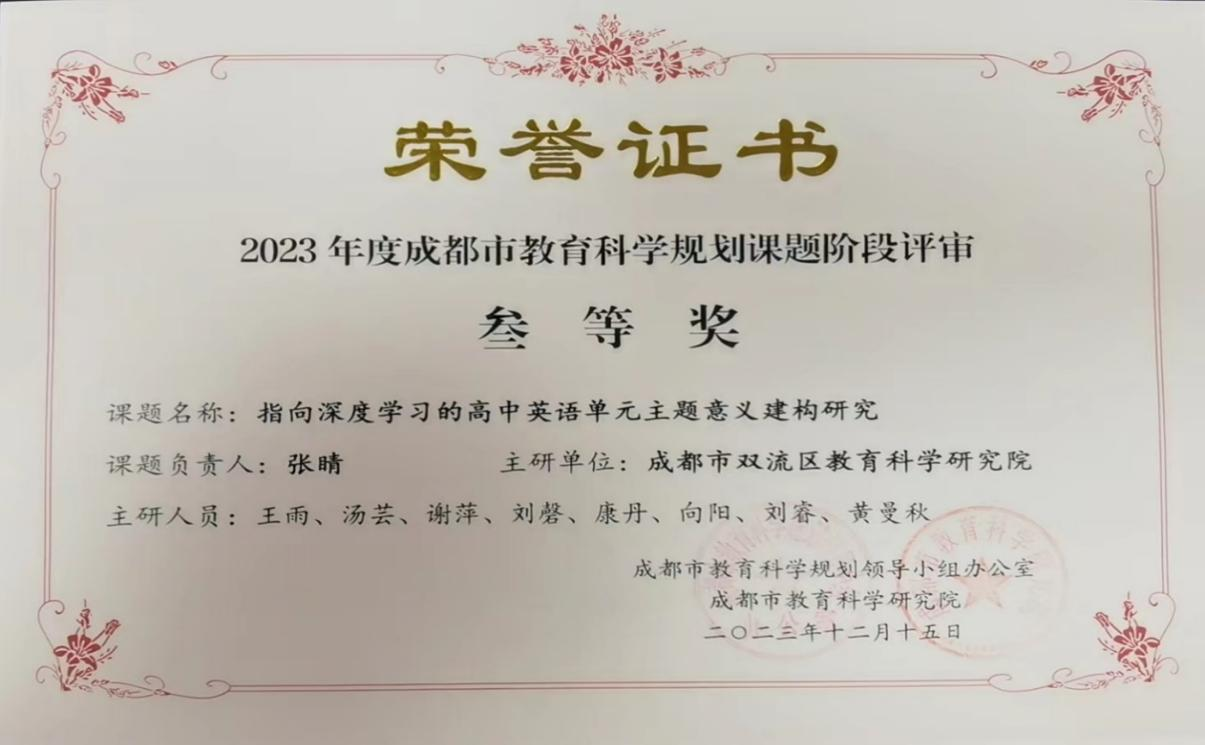 荣誉证书
2023 年度成都市教育科学规划课题阶段评审
叁等奖
课题名称：指向深度学习的高中英语单元主题意义建构研究
课题负责人：张睛 主研单位：成都市双流区教育科学研究院
主研人员：王雨、汤芸、谢萍、刘磬、康丹、向阳、刘睿、黄曼秋
成都市教育科学规划领导小组办公室
成都市教育科学研究院
二〇二三年十二月十五日